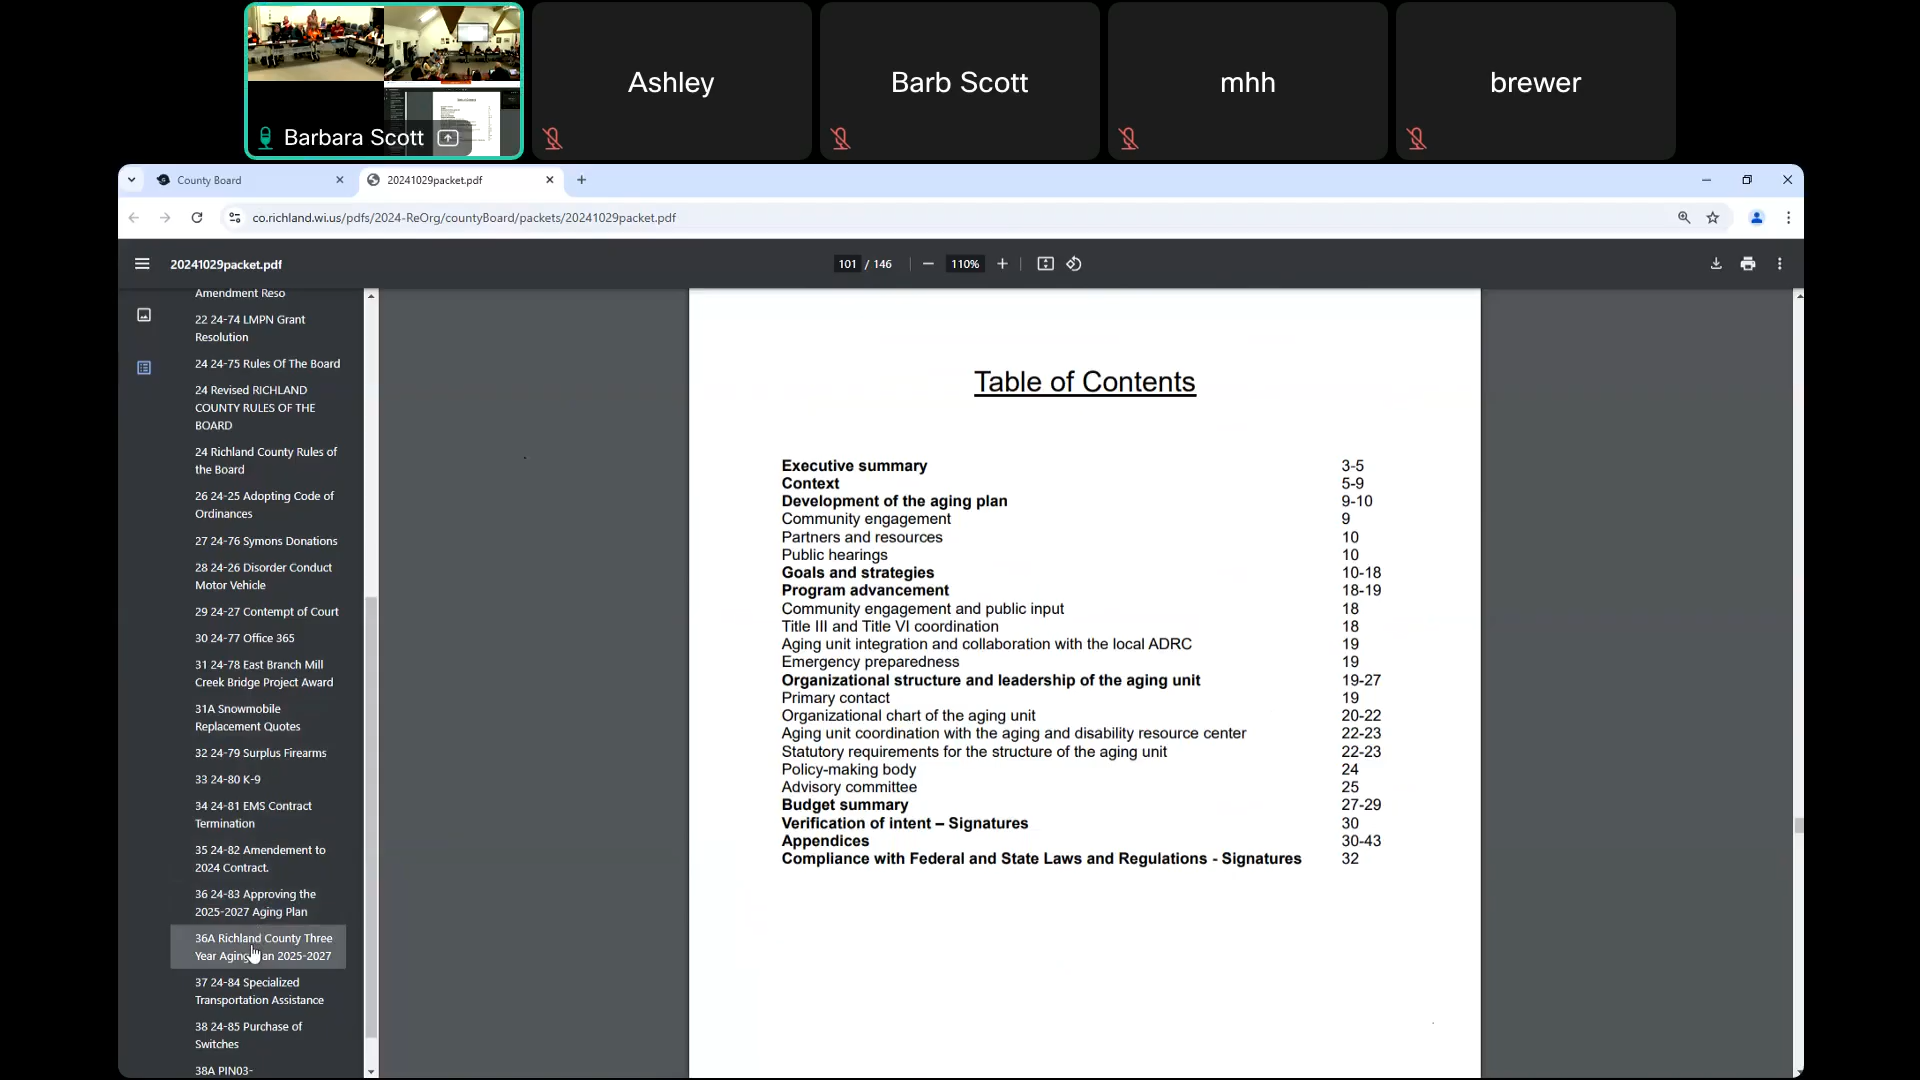 Barbara Scott
Ashley
Barb Scott
mhh
brewer
County Board
20241029packet.pdf
co.richland.wi.us/pdfs/2024-ReOrg/countyBoard/packets/20241029packet.pdf
20241029packet.pdf
101 / 146
110%
Amendment Reso
22 24-74 LMPN Grant
Resolution
24 24-75 Rules Of The Board
24 Revised RICHLAND
COUNTY RULES OF THE
BOARD
24 Richland County Rules of
the Board
26 24-25 Adopting Code of
Ordinances
27 24-76 Symons Donations
28 24-26 Disorder Conduct
Motor Vehicle
29 24-27 Contempt of Court
30 24-77 Office 365
31 24-78 East Branch Mill
Creek Bridge Project Award
31A Snowmobile
Replacement Quotes
32 24-79 Surplus Firearms
33 24-80 K-9
34 24-81 EMS Contract
Termination
35 24-82 Amendement to
2024 Contract.
36 24-83 Approving the
2025-2027 Aging Plan
36A Richland County Three
Year Aging Plan 2025-2027
37 24-84 Specialized
Transportation Assistance
38 24-85 Purchase of
Switches
38A PIN03-
Table of Contents
Executive summary 3-5
Context 5-9
Development of the aging plan 9-10
Community engagement 9
Partners and resources 10
Public hearings 10
Goals and strategies 10-18
Program advancement 18-19
Community engagement and public input 18
Title III and Title VI coordination 18
Aging unit integration and collaboration with the local ADRC 19
Emergency preparedness 19
Organizational structure and leadership of the aging unit 19-27
Primary contact 19
Organizational chart of the aging unit 20-22
Aging unit coordination with the aging and disability resource center 22-23
Statutory requirements for the structure of the aging unit 22-23
Policy-making body 24
Advisory committee 25
Budget summary 27-29
Verification of intent – Signatures 30
Appendices 30-43
Compliance with Federal and State Laws and Regulations - Signatures 32